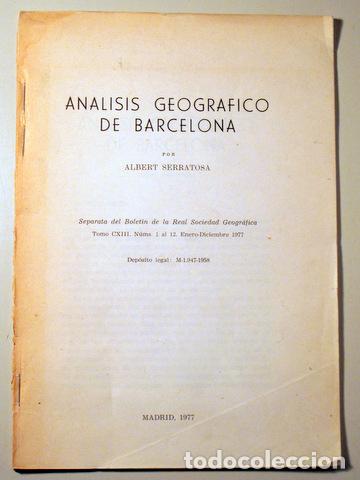 ANALISIS GEOGRAFICO
DE BARCELONA
POR
ALBERT SERRATOSA
Separata del Boletín de la Real Sociedad Geográfica
Tomo CXIII. Núms. 1 al 12. Enero-Diciembre 1977
Depósito legal: M-1.947-1958
MADRID, 1977
todocoleccion.net